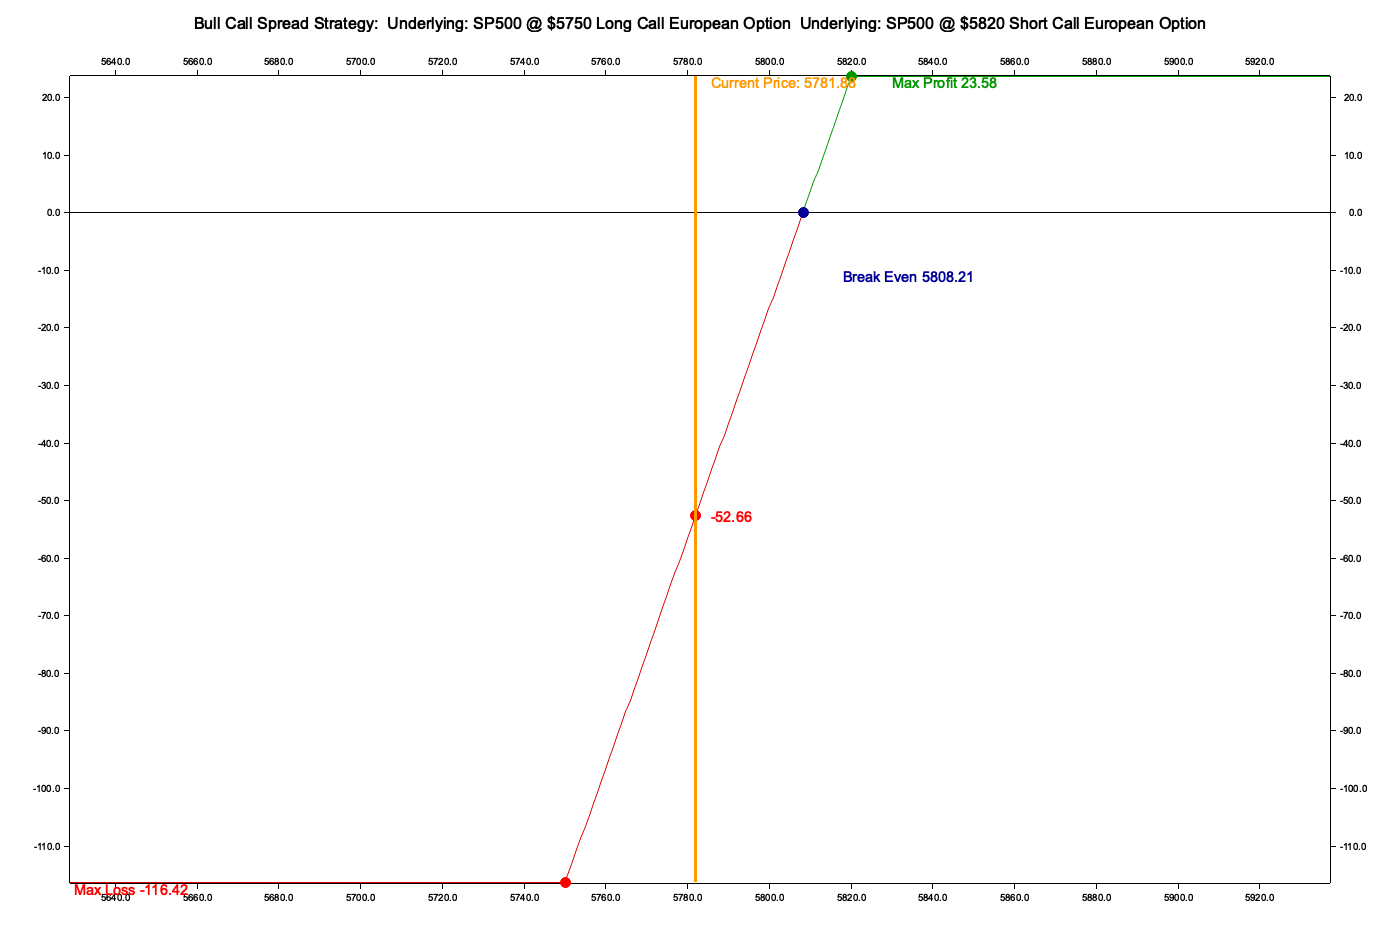 Bull Call Spread Strategy: Underlying: SP500 @ $5750 Long Call European Option Underlying: SP500 @ $5820 Short Call European Option
5640.0 5660.0 5680.0 5700.0 5720.0 5740.0 5760.0 5780.0 5800.0 5820.0 5840.0 5860.0 5880.0 5900.0 5920.0
Current Price: 5781.88 Max Profit 23.58
20.0 20.0
10.0 10.0
0.0 0.0
-10.0 Break Even 5808.21 -10.0
-20.0 -20.0
-30.0 -30.0
-40.0 -40.0
-50.0 -50.0
-52.66
-60.0 -60.0
-70.0 -70.0
-80.0 -80.0
-90.0 -90.0
-100.0 -100.0
-110.0 -110.0
Max Loss -116.42
5640.0 5660.0 5680.0 5700.0 5720.0 5740.0 5760.0 5780.0 5800.0 5820.0 5840.0 5860.0 5880.0 5900.0 5920.0